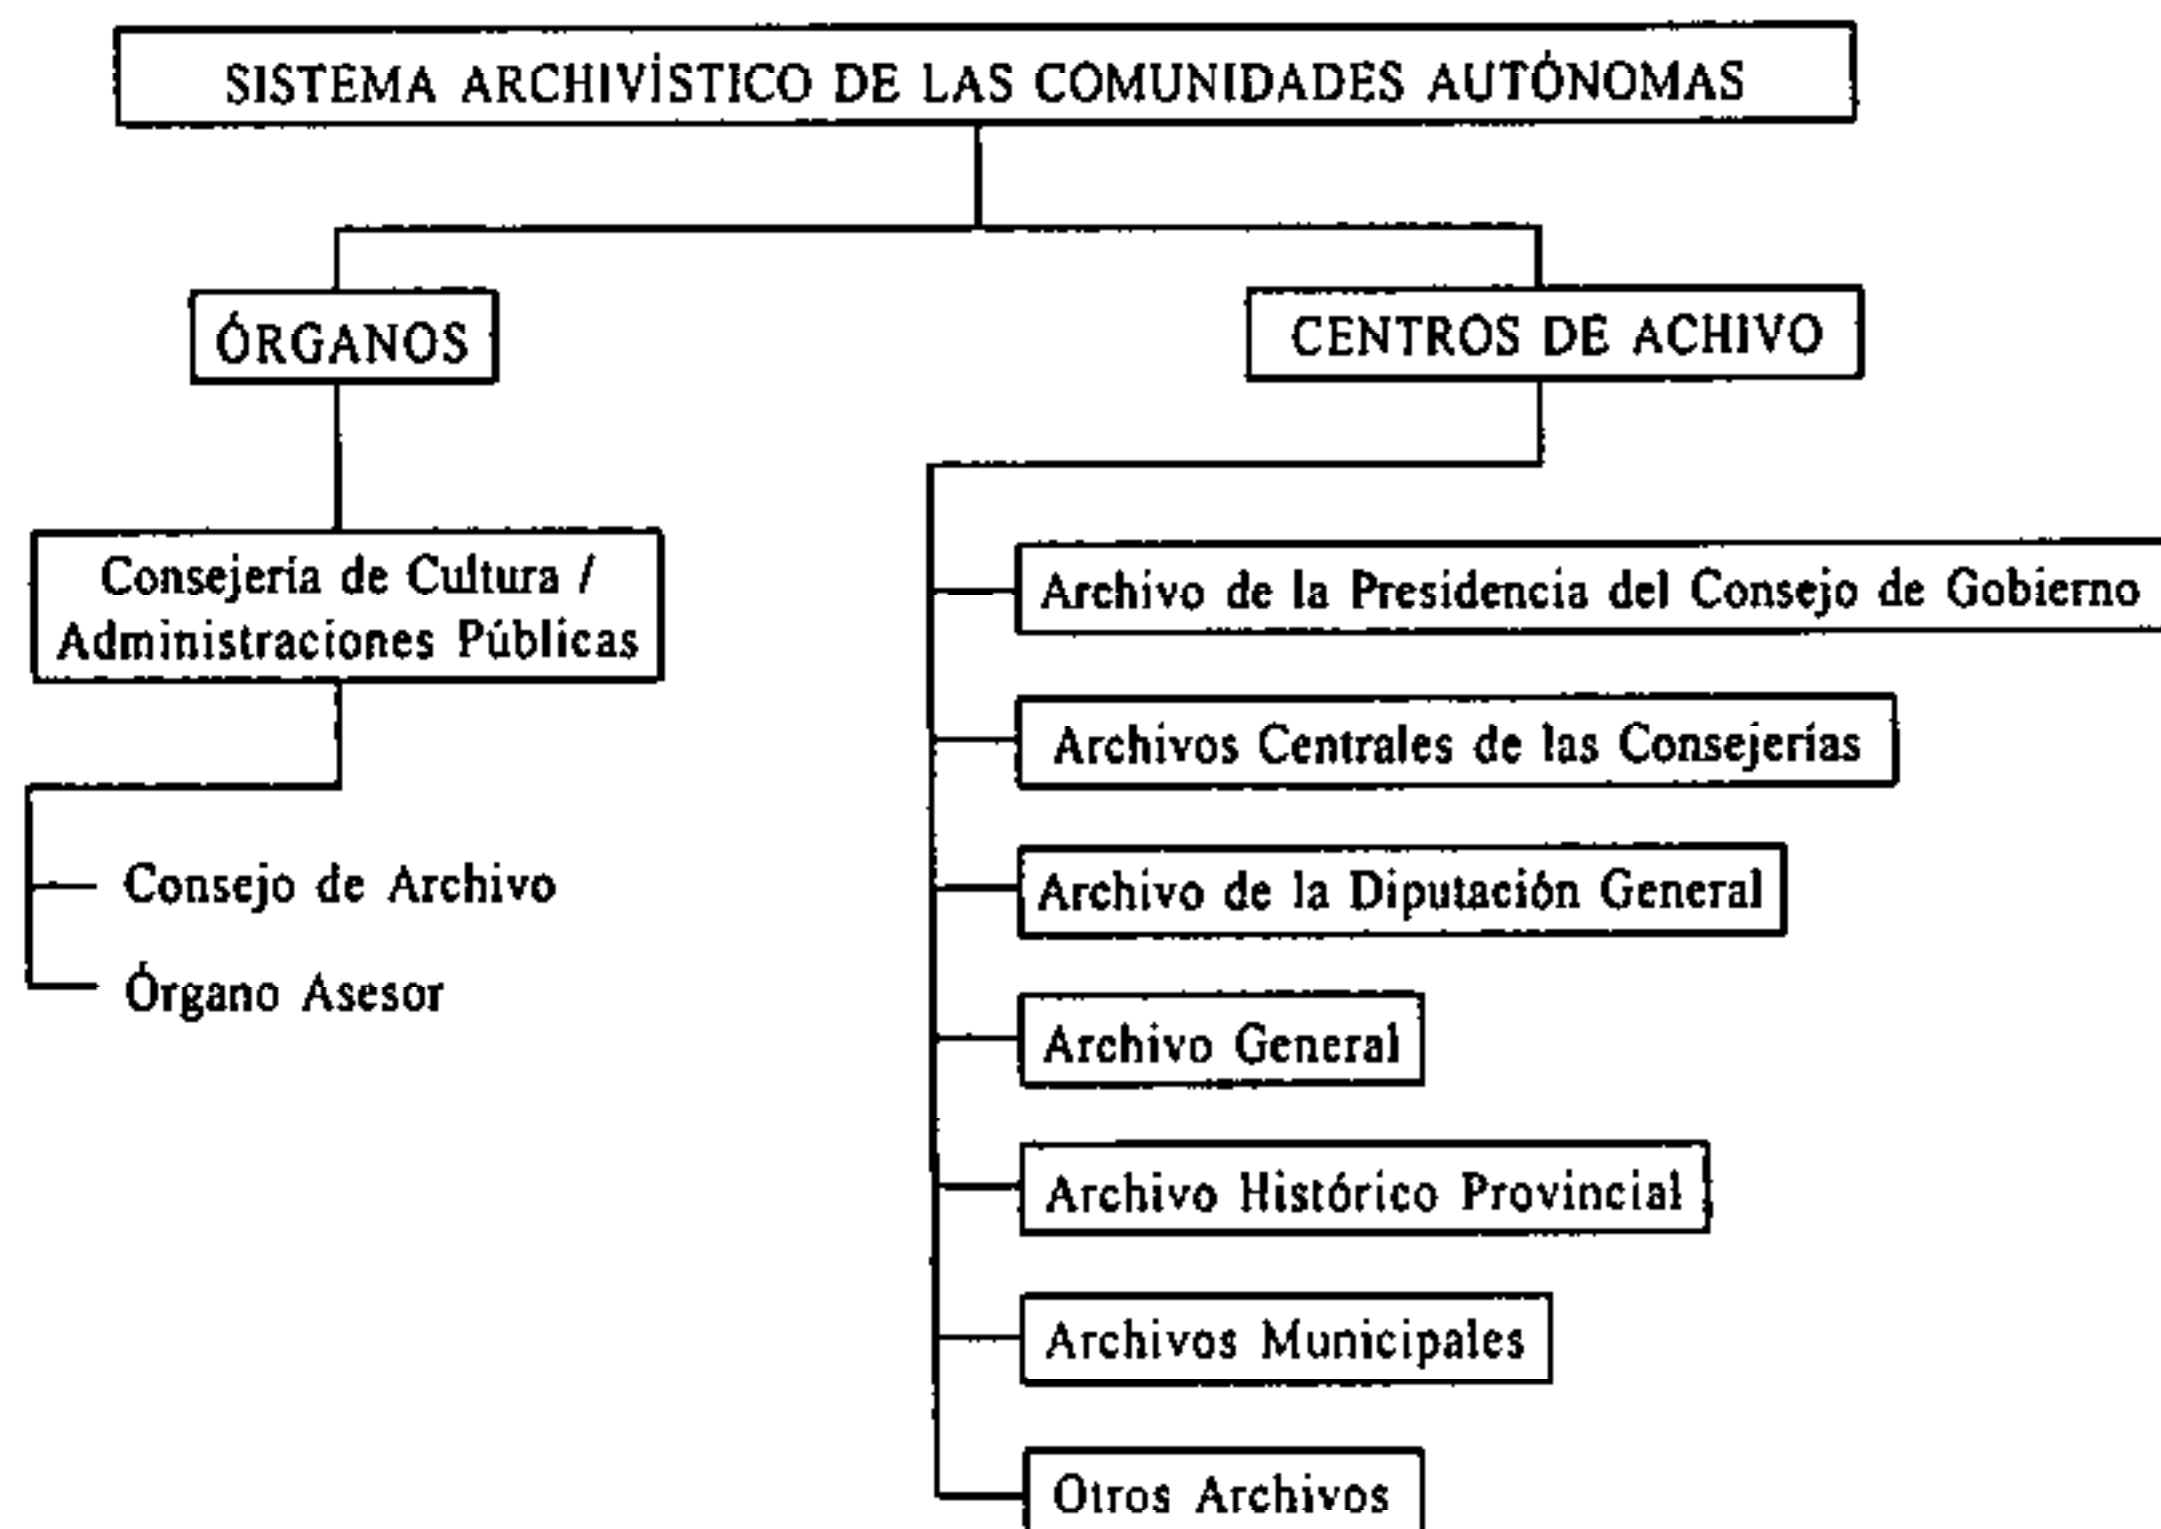 SISTEMA ARCHIVÍSTICO DE LAS COMUNIDADES AUTÓNOMAS
ÓRGANOS
CENTROS DE ACHIVO
Consejería de Cultura /
Administraciones Públicas
Consejo de Archivo
Órgano Asesor
Archivo de la Presidencia del Consejo de Gobierno
Archivos Centrales de las Consejerías
Archivo de la Diputación General
Archivo General
Archivo Histórico Provincial
Archivos Municipales
Otros Archivos